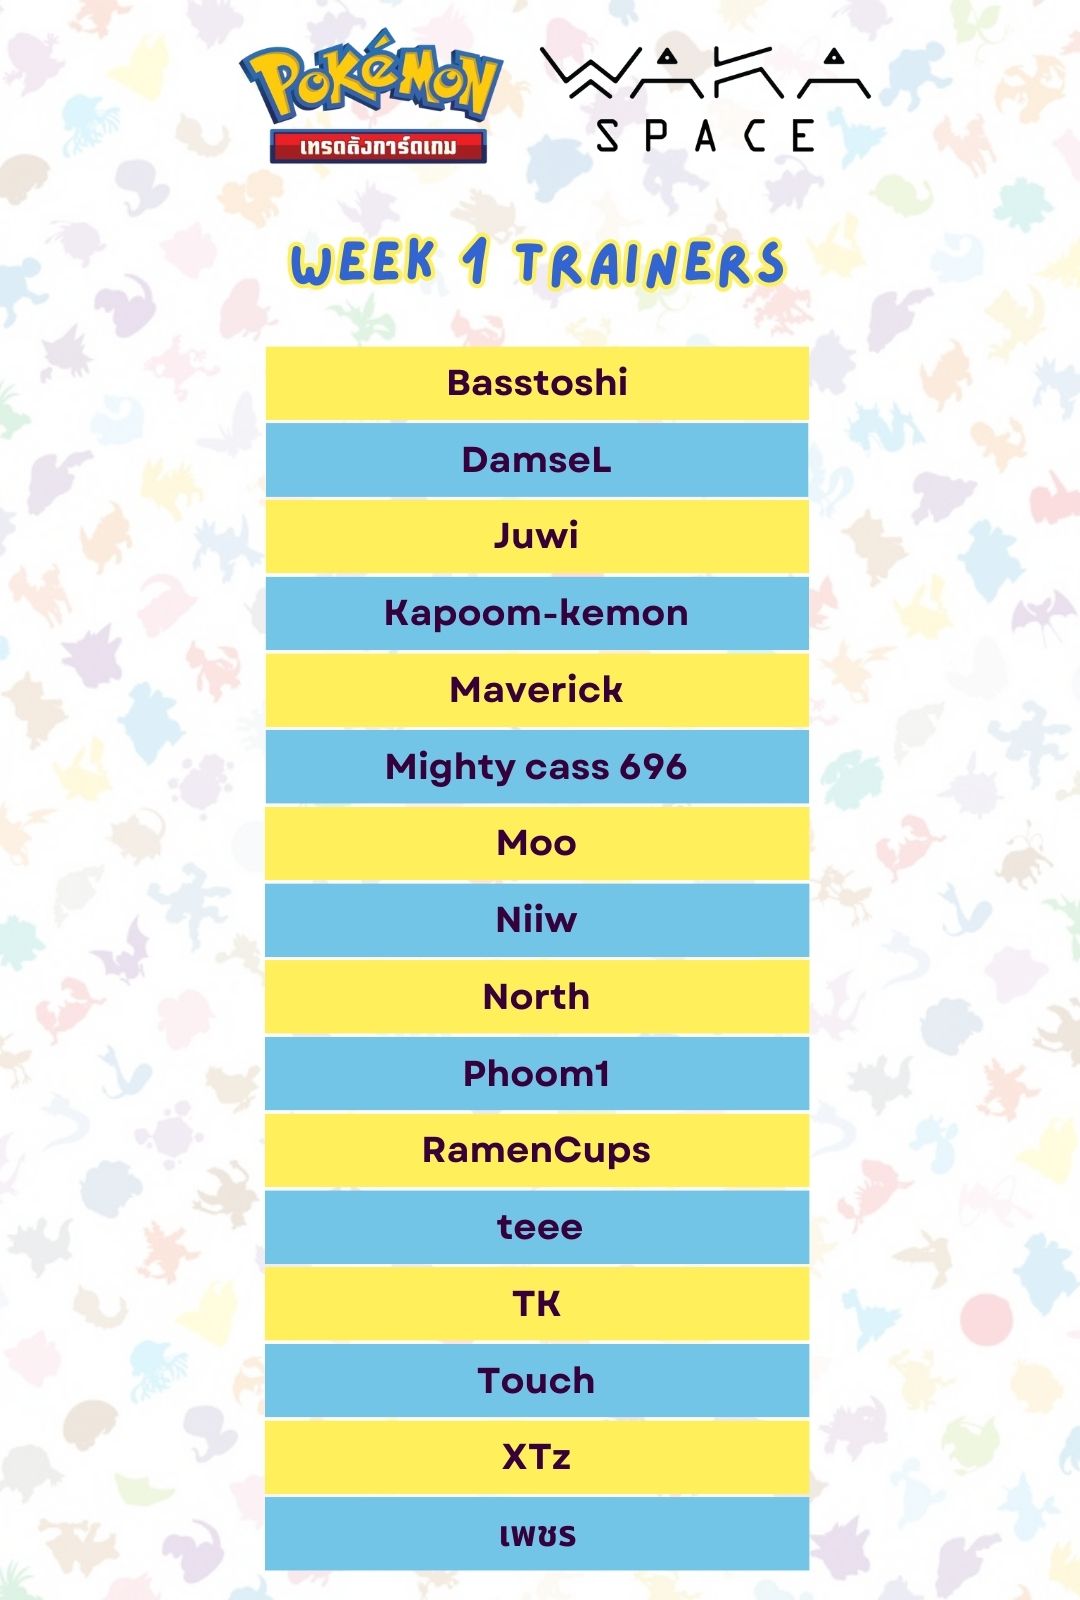 POKéMON
เทรดดิ้งการ์ดเกม
WAKA
SPACE
WEEK 1 TRAINERS
Basstoshi
DamseL
Juwi
Kapoom-kemon
Maverick
Mighty cass 696
Moo
Niiw
North
Phoom1
RamenCups
teee
TK
Touch
XTz
เพชร